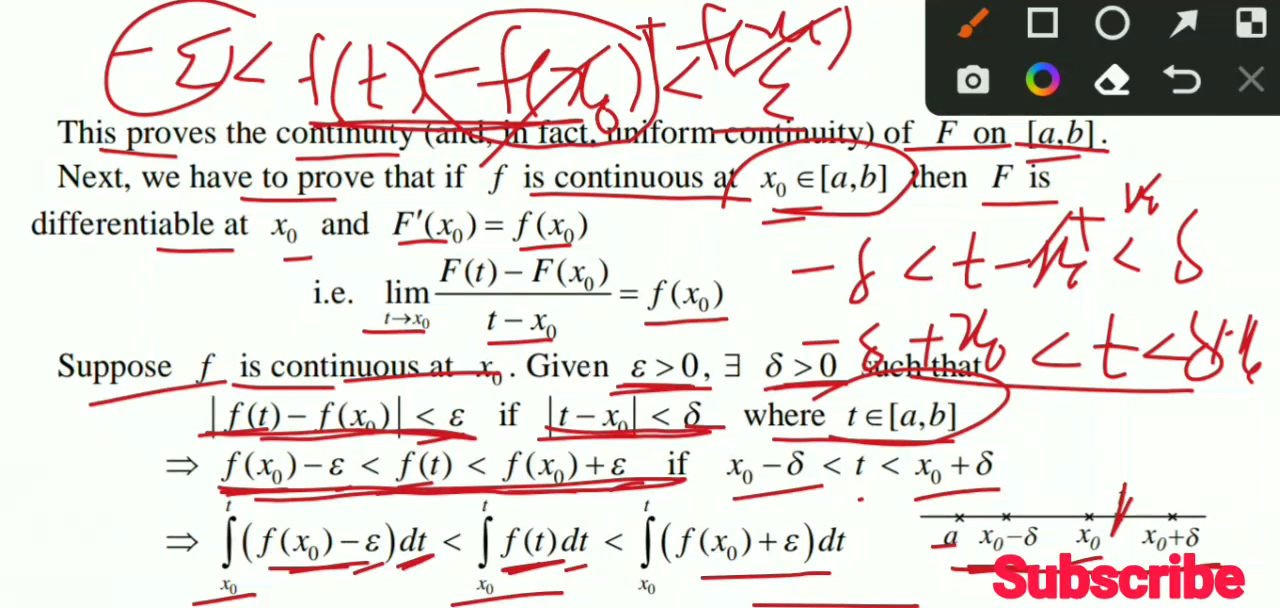 -ε < f(t) - f(x₀) < ε
f(x₀)
This proves the continuity (and, in fact, uniform continuity) of F on [a,b].
Next, we have to prove that if f is continuous at x₀ ∈ [a,b] then F is
differentiable at x₀ and F′(x₀) = f(x₀)
-δ < t - x₀ < δ
i.e. lim_{t→x₀} (F(t) - F(x₀))/(t - x₀) = f(x₀)
-δ + x₀ < t < δ + x₀
Suppose f is continuous at x₀. Given ε > 0, ∃ δ > 0 such that
|f(t) - f(x₀)| < ε if |t - x₀| < δ where t ∈ [a,b]
⇒ f(x₀) - ε < f(t) < f(x₀) + ε if x₀ - δ < t < x₀ + δ
⇒ ∫_{x₀}^{t} (f(x₀) - ε) dt < ∫_{x₀}^{t} f(t) dt < ∫_{x₀}^{t} (f(x₀) + ε) dt
a x₀-δ x₀ x₀+δ
Subscribe